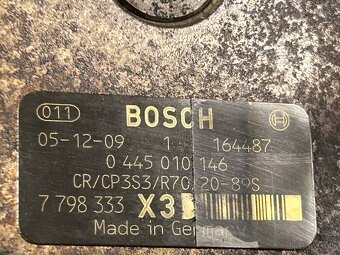 011 BOSCH
05-12-09 1 164487
0 445 010 146
CR/CP3S3/R70/20-89S
7 798 333 X3
Made in Germany